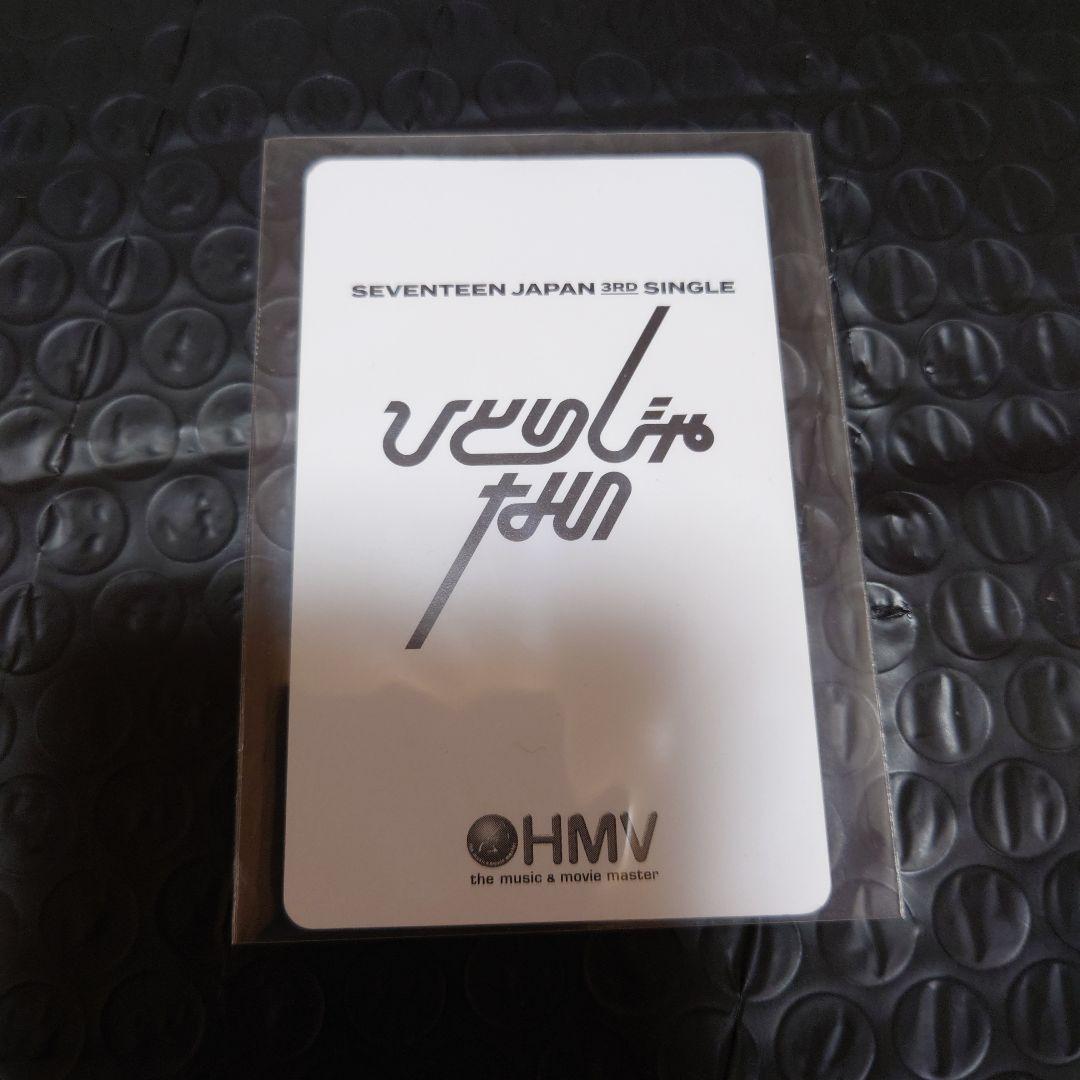 SEVENTEEN JAPAN 3RD SINGLE
ひとりじゃ
ない
HMV
the music & movie master